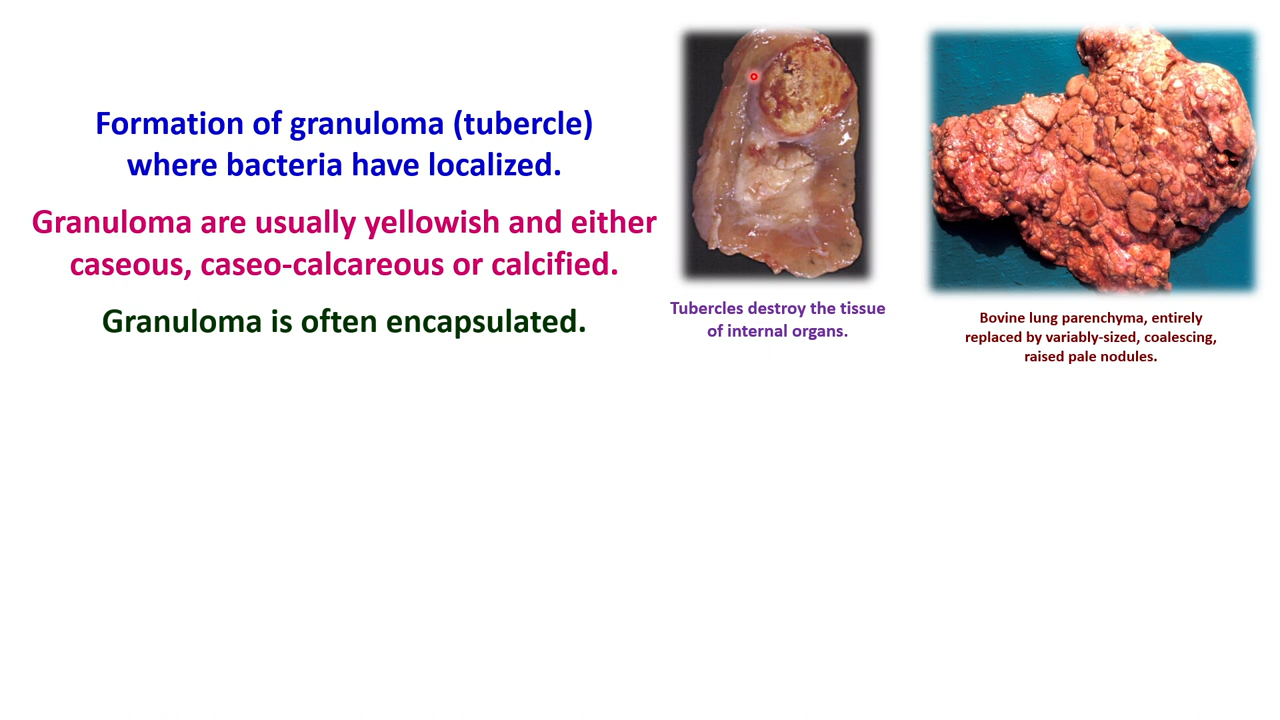 Formation of granuloma (tubercle)
where bacteria have localized.
Granuloma are usually yellowish and either
caseous, caseo-calcareous or calcified.
Granuloma is often encapsulated.
Tubercles destroy the tissue
of internal organs.
Bovine lung parenchyma, entirely
replaced by variably-sized, coalescing,
raised pale nodules.